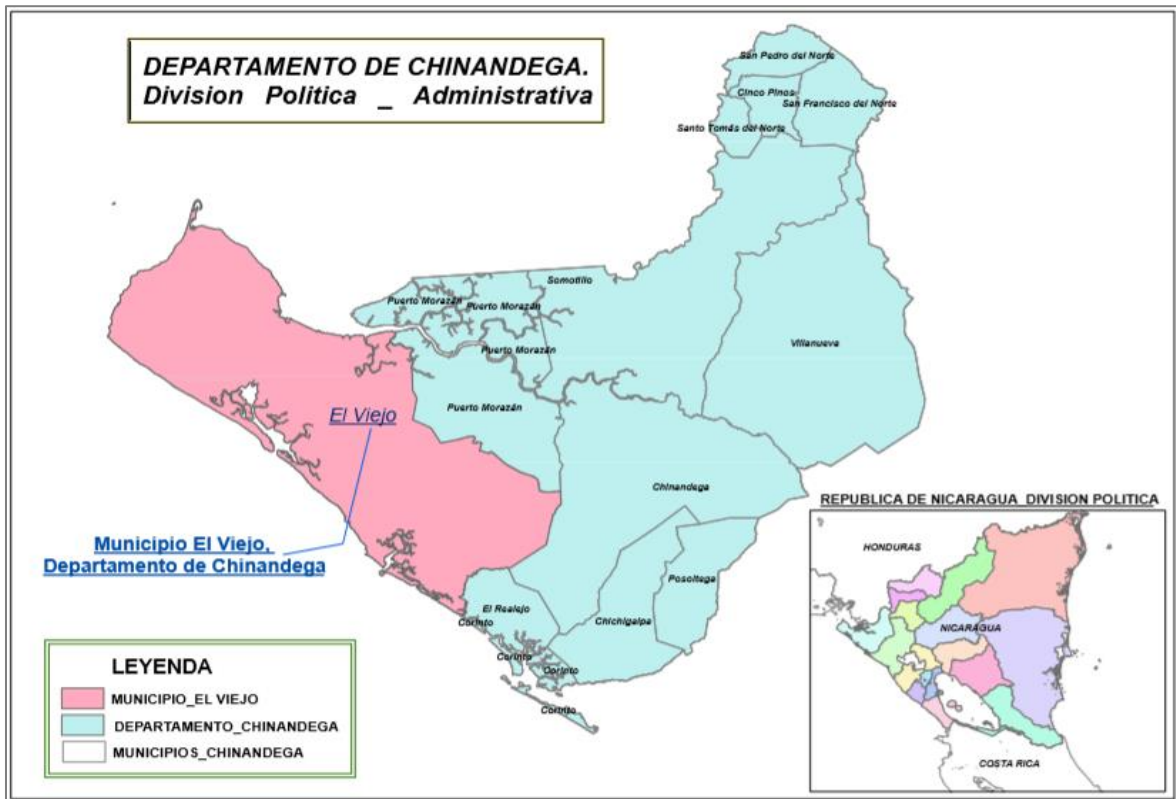 DEPARTAMENTO DE CHINANDEGA.
Division Politica _ Administrativa
San Pedro del Norte
Cinco Pinos
San Francisco del Norte
Santo Tomás del Norte
Somotillo
Puerto Morazán
Puerto Morazán
Puerto Morazán
Villanueva
Puerto Morazán
El Viejo
Chinandega
REPUBLICA DE NICARAGUA_DIVISION POLITICA
Municipio El Viejo,
Departamento de Chinandega
HONDURAS
NICARAGUA
COSTA RICA
Posoltega
El Realejo
Chichigalpa
Corinto
Corinto
Corinto
Corinto
LEYENDA
MUNICIPIO_EL VIEJO
DEPARTAMENTO_CHINANDEGA
MUNICIPIOS_CHINANDEGA